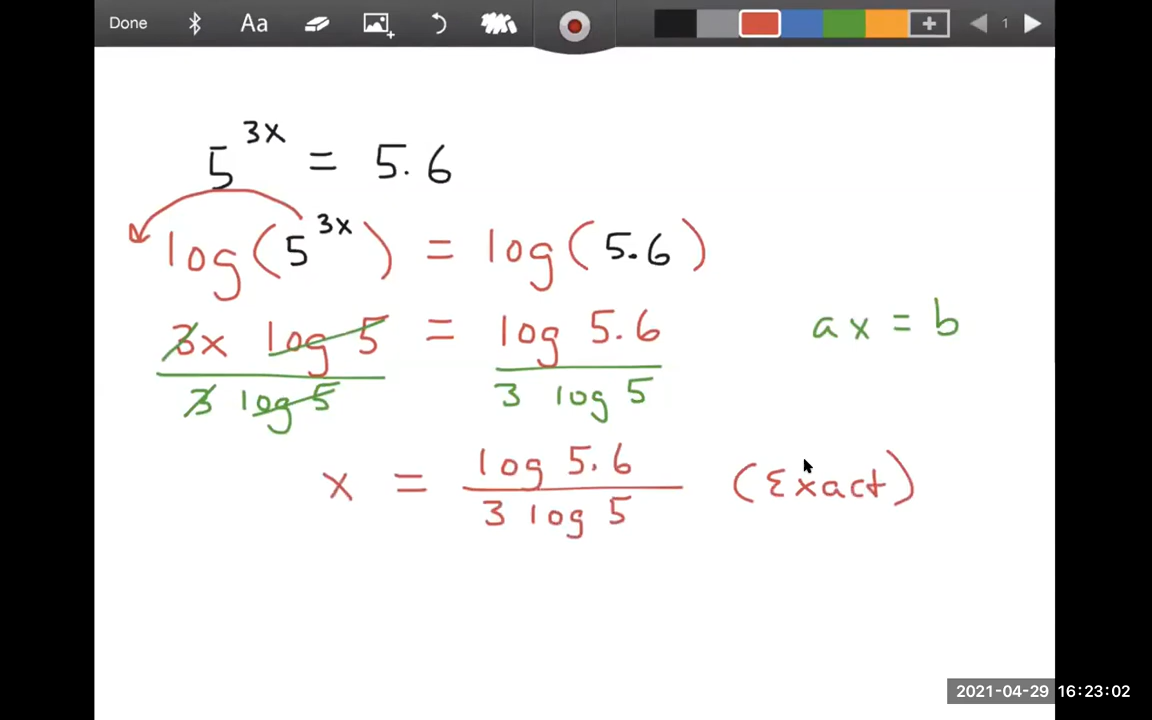 Done Aa 1
5^{3x} = 5.6
log(5^{3x}) = log(5.6)
3x log 5 = log 5.6
ax = b
3 log 5 3 log 5
x = log 5.6 (Exact)
3 log 5
2021-04-29 16:23:02